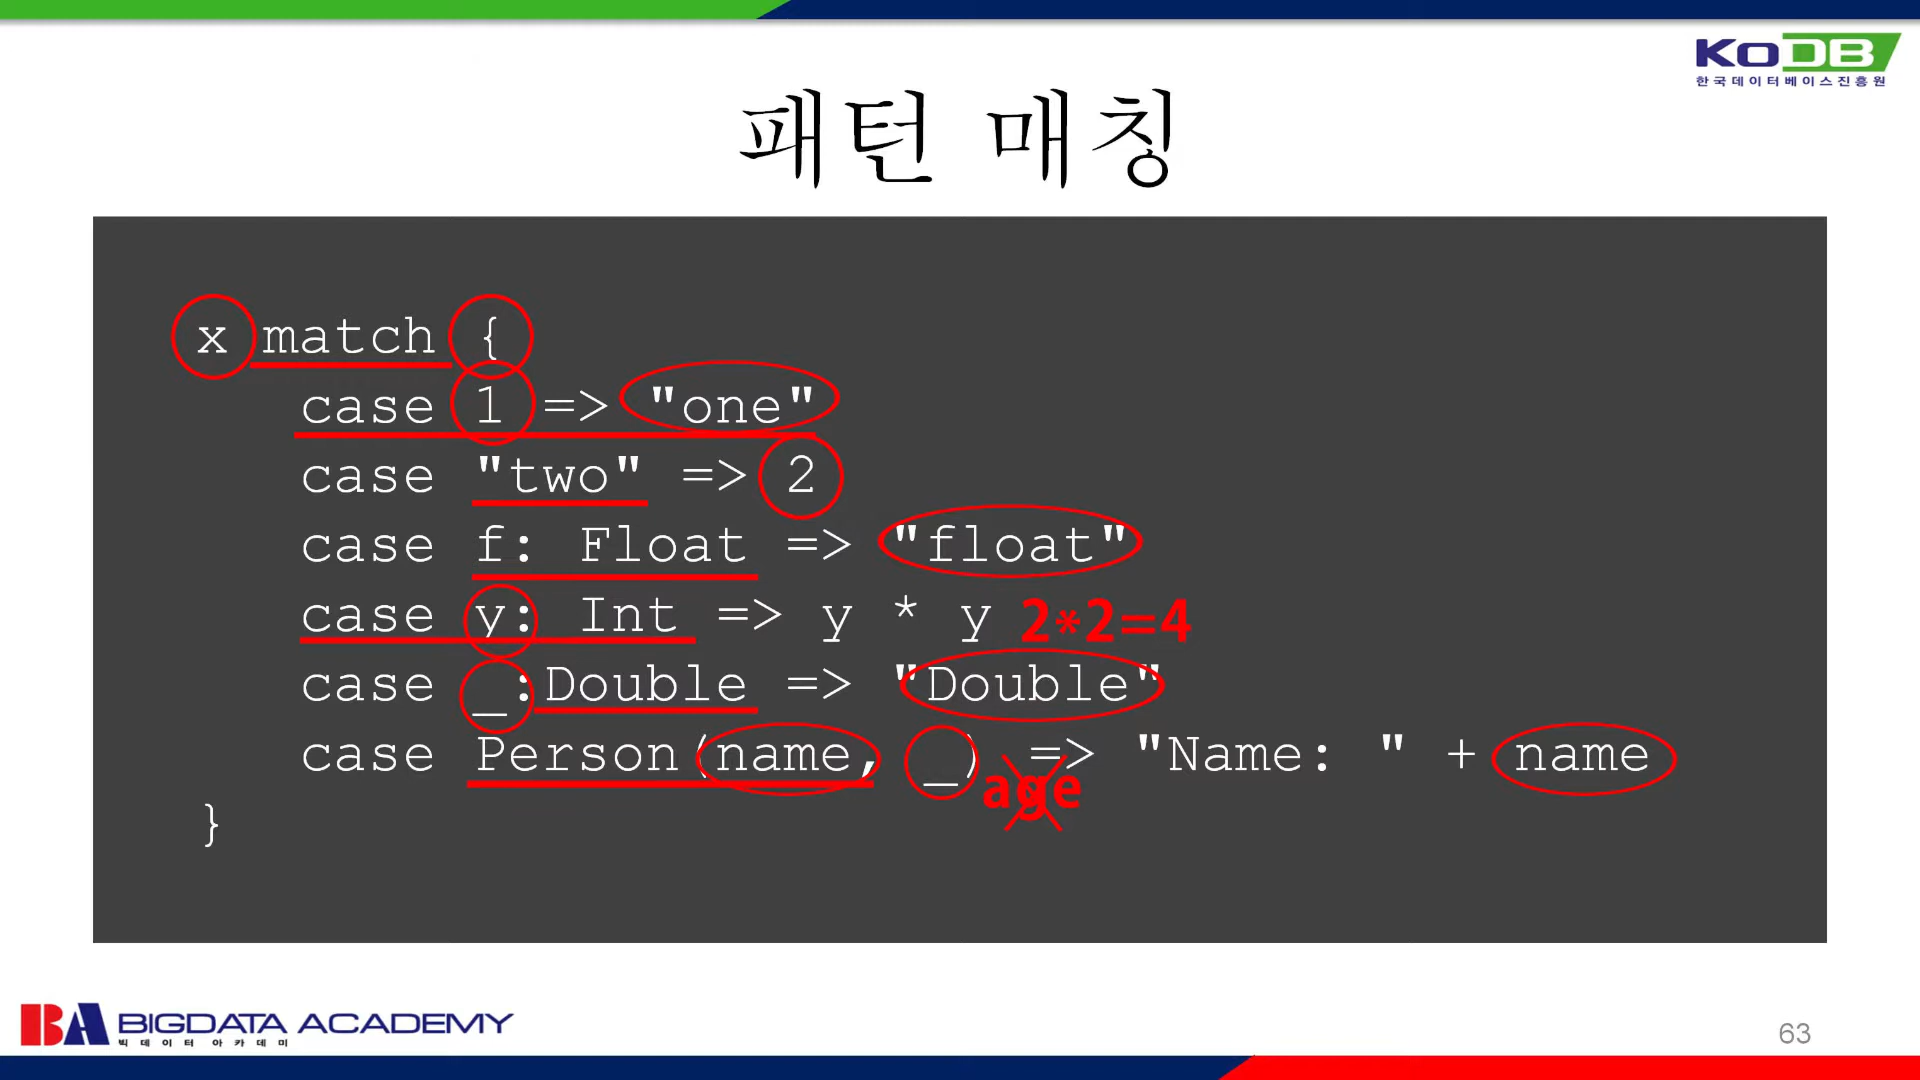 KoDB
한국데이터베이스진흥원
패턴 매칭
x match {
case 1 => "one"
case "two" => 2
case f: Float => "float"
case y: Int => y * y 2*2=4
case _:Double => "Double"
case Person(name, _) => "Name: " + name
age
}
BA BIGDATA ACADEMY
빅데이터 아카데미
63